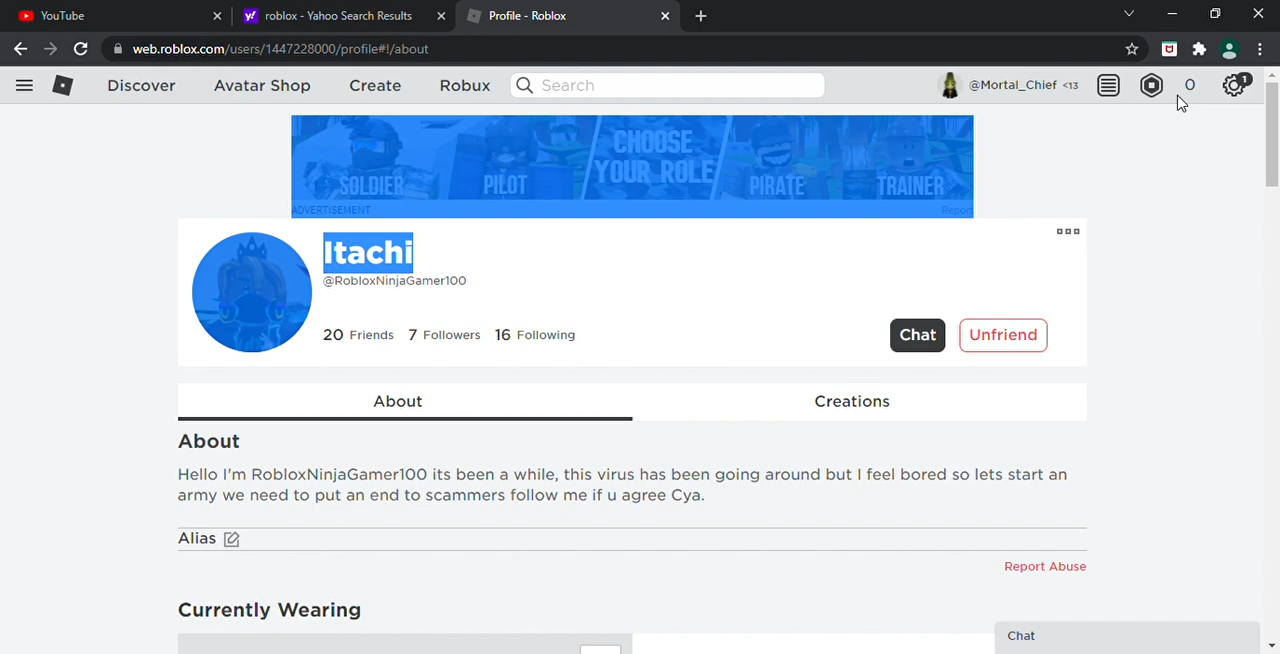 YouTube
roblox - Yahoo Search Results
Profile - Roblox
web.roblox.com/users/1447228000/profile#!/about
Discover
Avatar Shop
Create
Robux
Search
@Mortal_Chief <13
0
1
SOLDIER
PILOT
CHOOSE
YOUR ROLE
PIRATE
TRAINER
ADVERTISEMENT
Report
Itachi
@RobloxNinjaGamer100
20 Friends 7 Followers 16 Following
Chat
Unfriend
About
Creations
About
Hello I'm RobloxNinjaGamer100 its been a while, this virus has been going around but I feel bored so lets start an
army we need to put an end to scammers follow me if u agree Cya.
Alias
Report Abuse
Currently Wearing
Chat